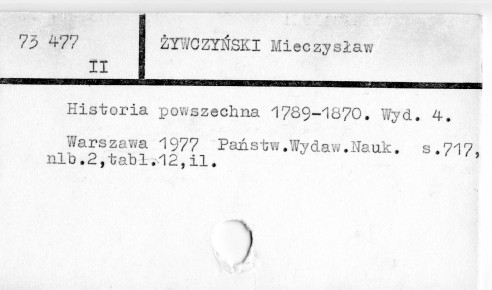 73 477
II
ŻYWCZYŃSKI Mieczysław
Historia powszechna 1789-1870. Wyd. 4.
Warszawa 1977 Państw.Wydaw.Nauk. s.717,
nlb.2,tabl.12,il.